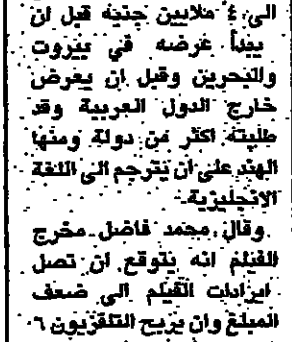 الى ٤ ملايين جنيه قبل ان
يبدأ عرضه في بيروت
والبحرين وقبل ان يعرض
خارج الدول العربية وقد
طلبته اكثر من دولة ومنها
الهند على ان يترجم الى اللغة
الانجليزية.
وقال محمد فاضل مخرج
الفيلم انه يتوقع ان تصل
ايرادات الفيلم الى ضعف
المبلغ وان يربح التلفزيون ٦